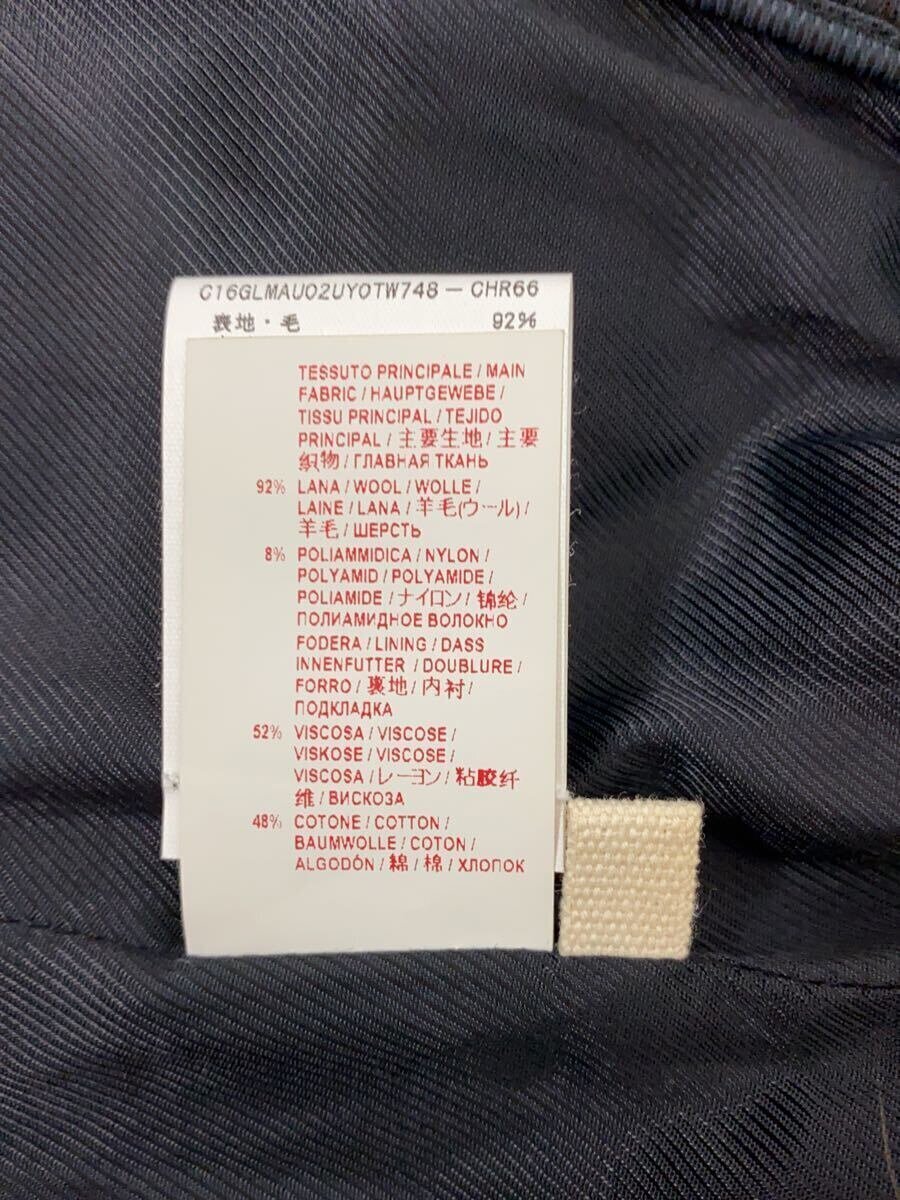 C16GLMAU02UY0TW748 — CHR66
表地・毛 92%
TESSUTO PRINCIPALE / MAIN
FABRIC / HAUPTGEWEBE /
TISSU PRINCIPAL / TEJIDO
PRINCIPAL / 主要生地 / 主要
织物 / ГЛАВНАЯ ТКАНЬ
92% LANA / WOOL / WOLLE /
LAINE / LANA / 羊毛(ウール) /
羊毛 / ШЕРСТЬ
8% POLIAMMIDICA / NYLON /
POLYAMID / POLYAMIDE /
POLIAMIDE / ナイロン / 锦纶 /
ПОЛИАМИДНОЕ ВОЛОКНО
FODERA / LINING / DASS
INNENFUTTER / DOUBLURE /
FORRO / 裏地 / 内衬 /
ПОДКЛАДКА
52% VISCOSA / VISCOSE /
VISKOSE / VISCOSE /
VISCOSA / レーヨン / 粘胶纤
维 / ВИСКОЗА
48% COTONE / COTTON /
BAUMWOLLE / COTON /
ALGODÓN / 綿 / 棉 / ХЛОПОК